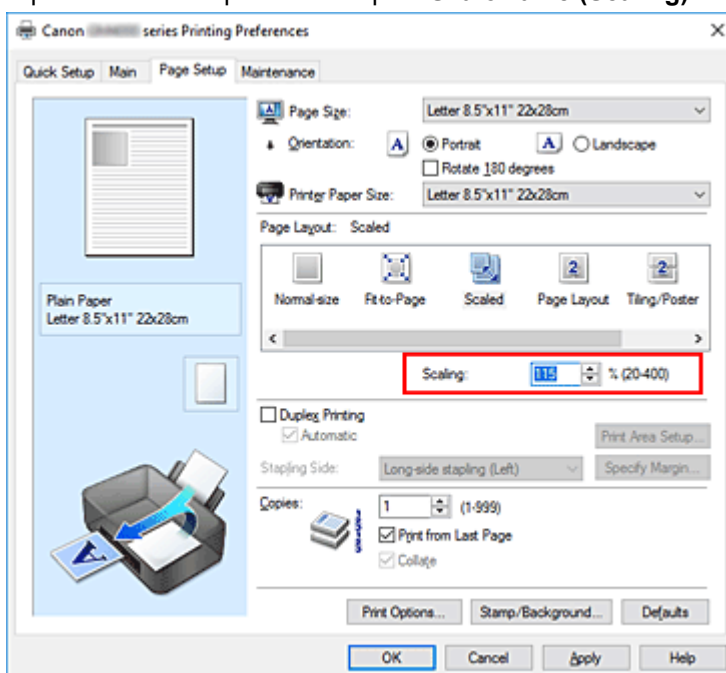 (Scaling)
Canon series Printing Preferences
Quick Setup Main Page Setup Maintenance
Page Size: Letter 8.5"x11" 22x28cm
Orientation: A Portrait A Landscape
Rotate 180 degrees
Printer Paper Size: Letter 8.5"x11" 22x28cm
Page Layout: Scaled
Normal-size Fit-to-Page Scaled Page Layout Tiling/Poster
Plain Paper
Letter 8.5"x11" 22x28cm
Scaling: 115 % (20-400)
Duplex Printing
Automatic Print Area Setup...
Stapling Side: Long-side stapling (Left) Specify Margin...
Copies: 1 (1-999)
Print from Last Page
Collate
Print Options... Stamp/Background... Defaults
OK Cancel Apply Help